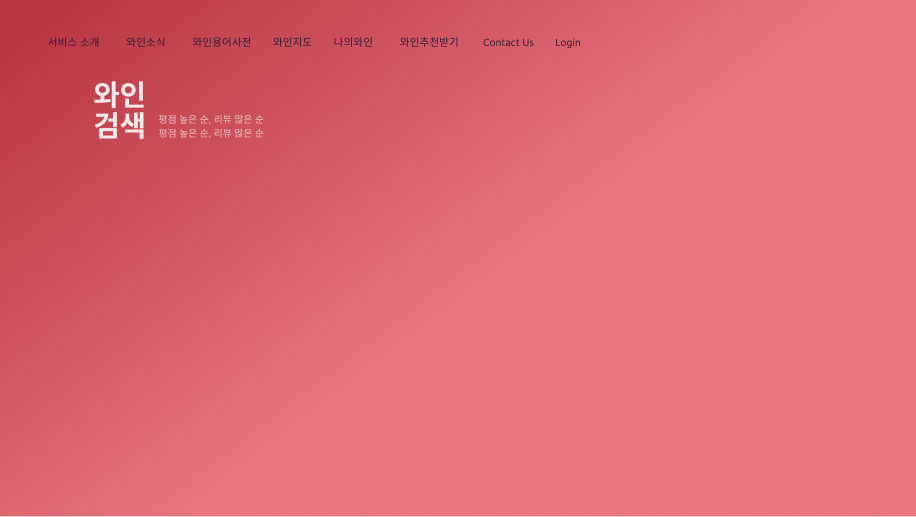 서비스 소개 와인소식 와인용어사전 와인지도 나의와인 와인추천받기 Contact Us Login
와인
검색
평점 높은 순, 리뷰 많은 순
평점 높은 순, 리뷰 많은 순